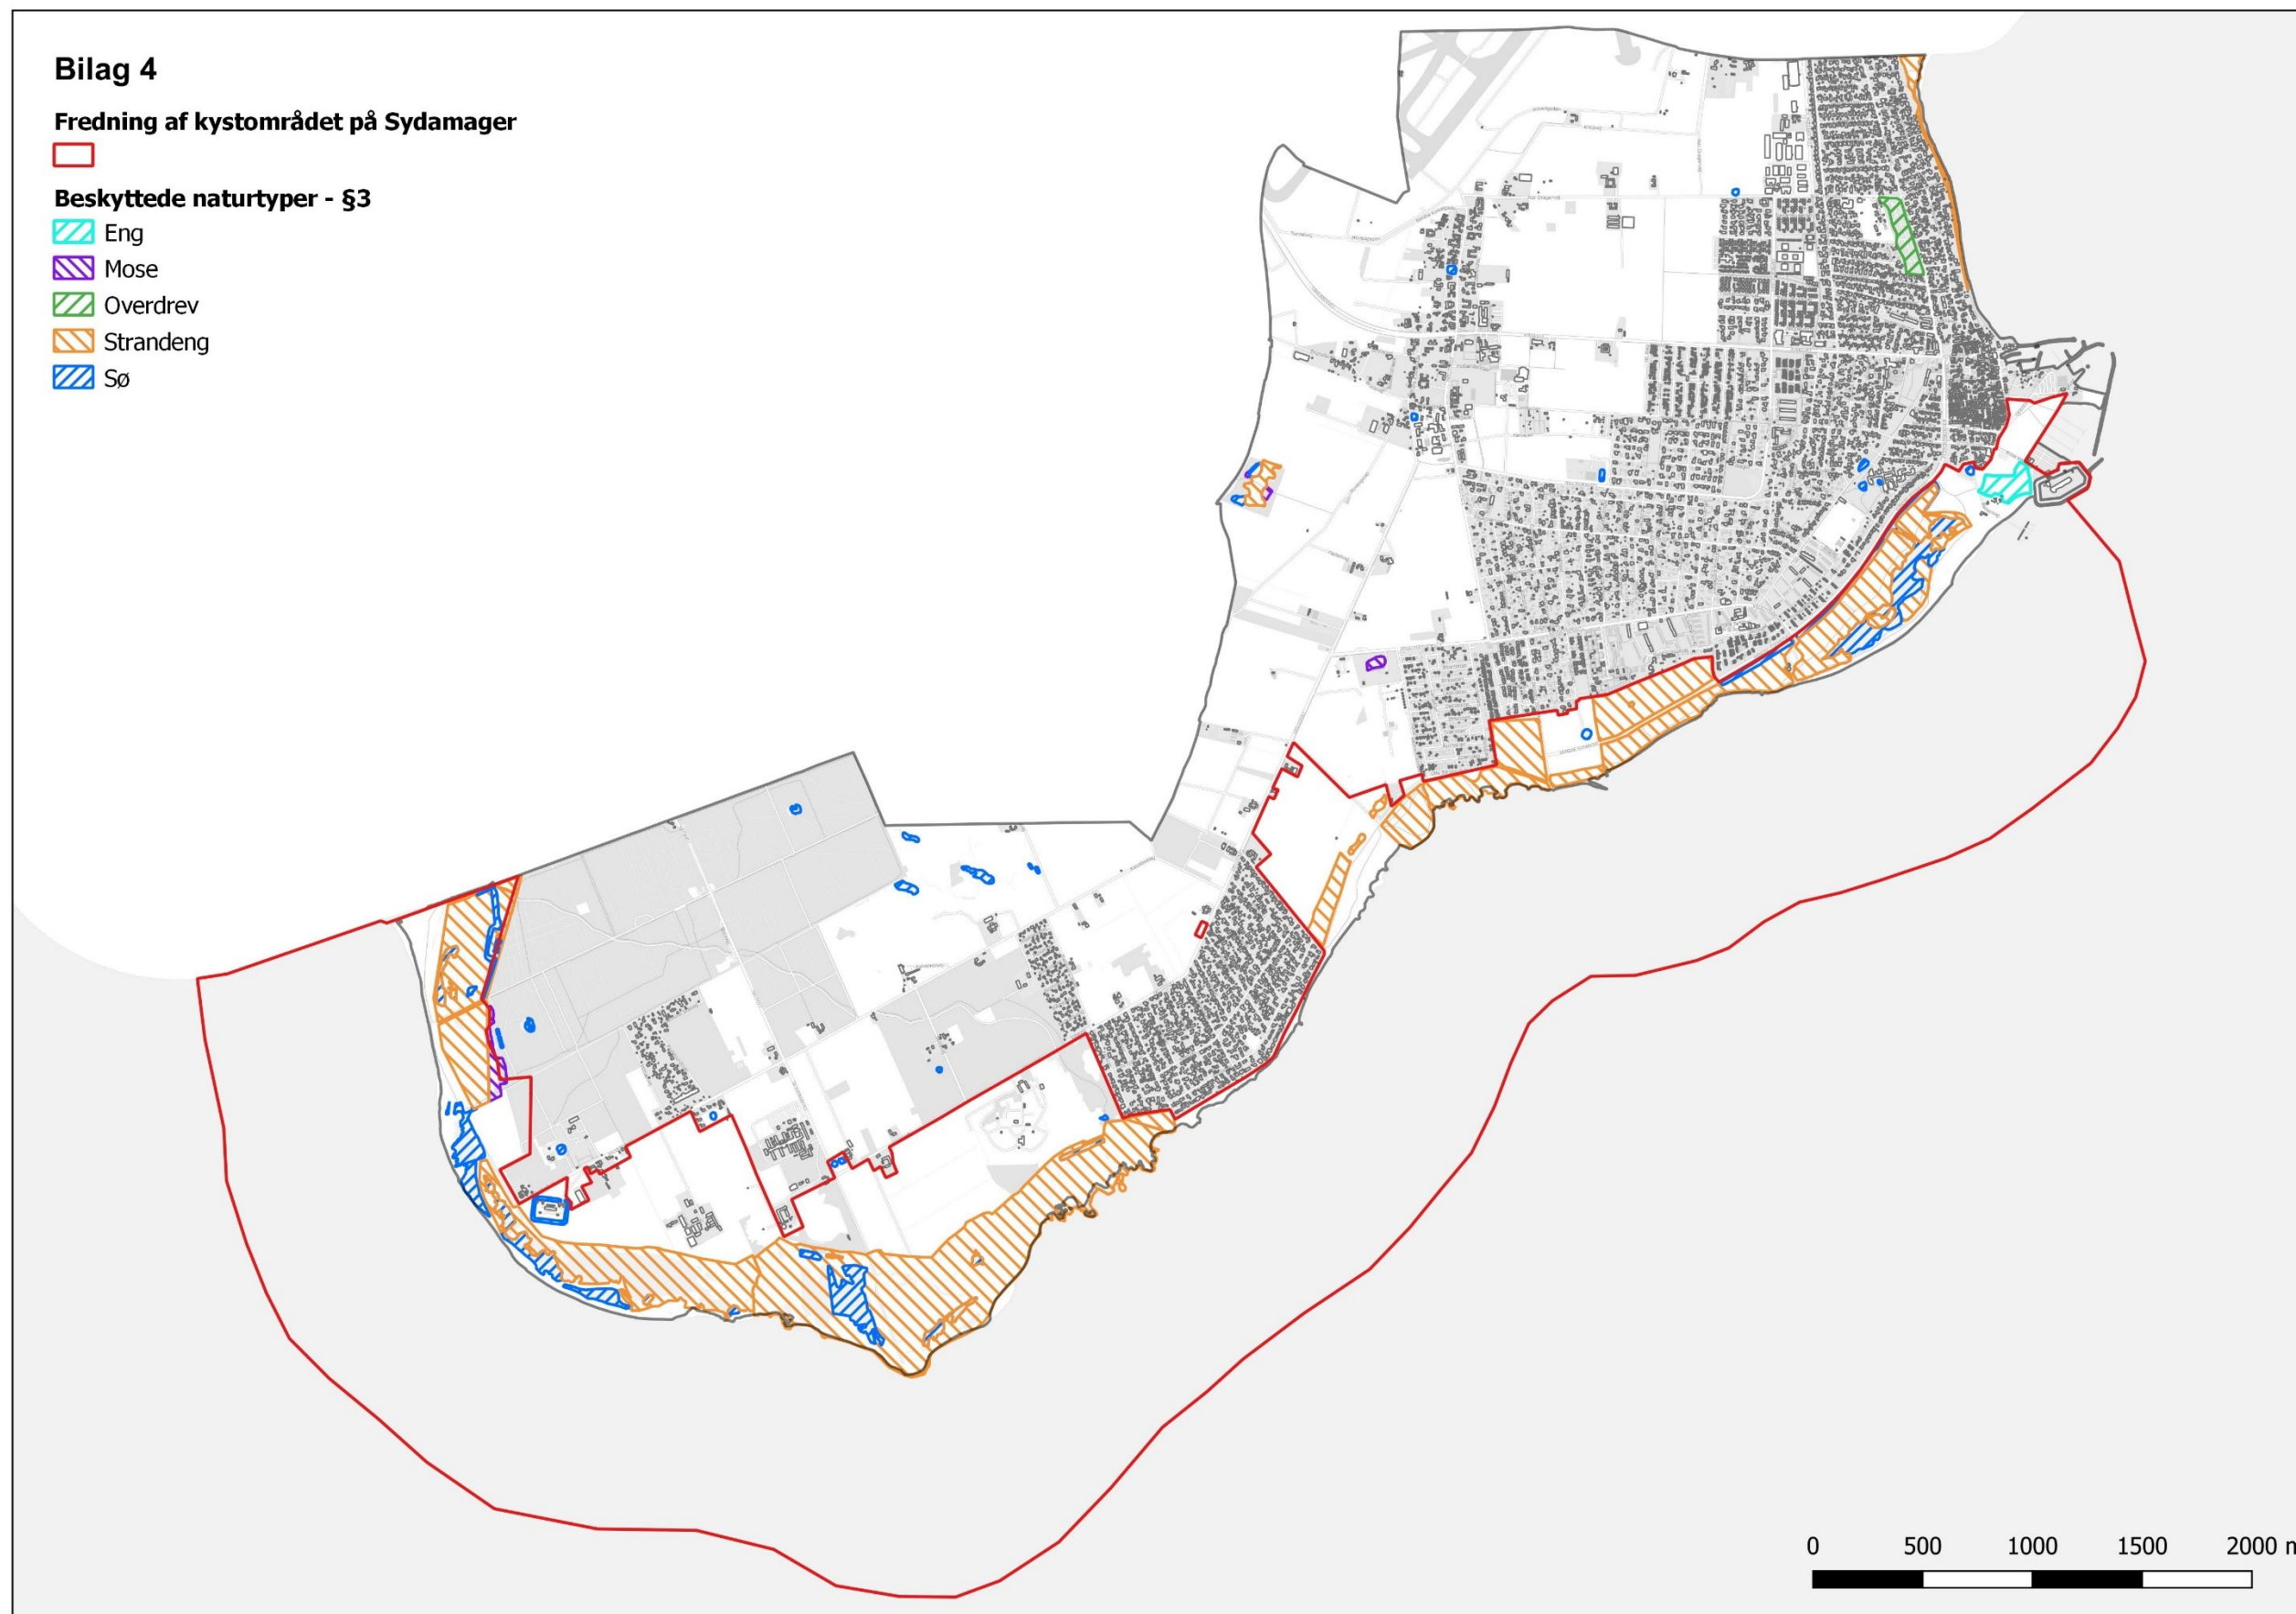 Bilag 4
Fredning af kystområdet på Sydamager
Beskyttede naturtyper - §3
Eng
Mose
Overdrev
Strandeng
Sø
0 500 1000 1500 2000 m